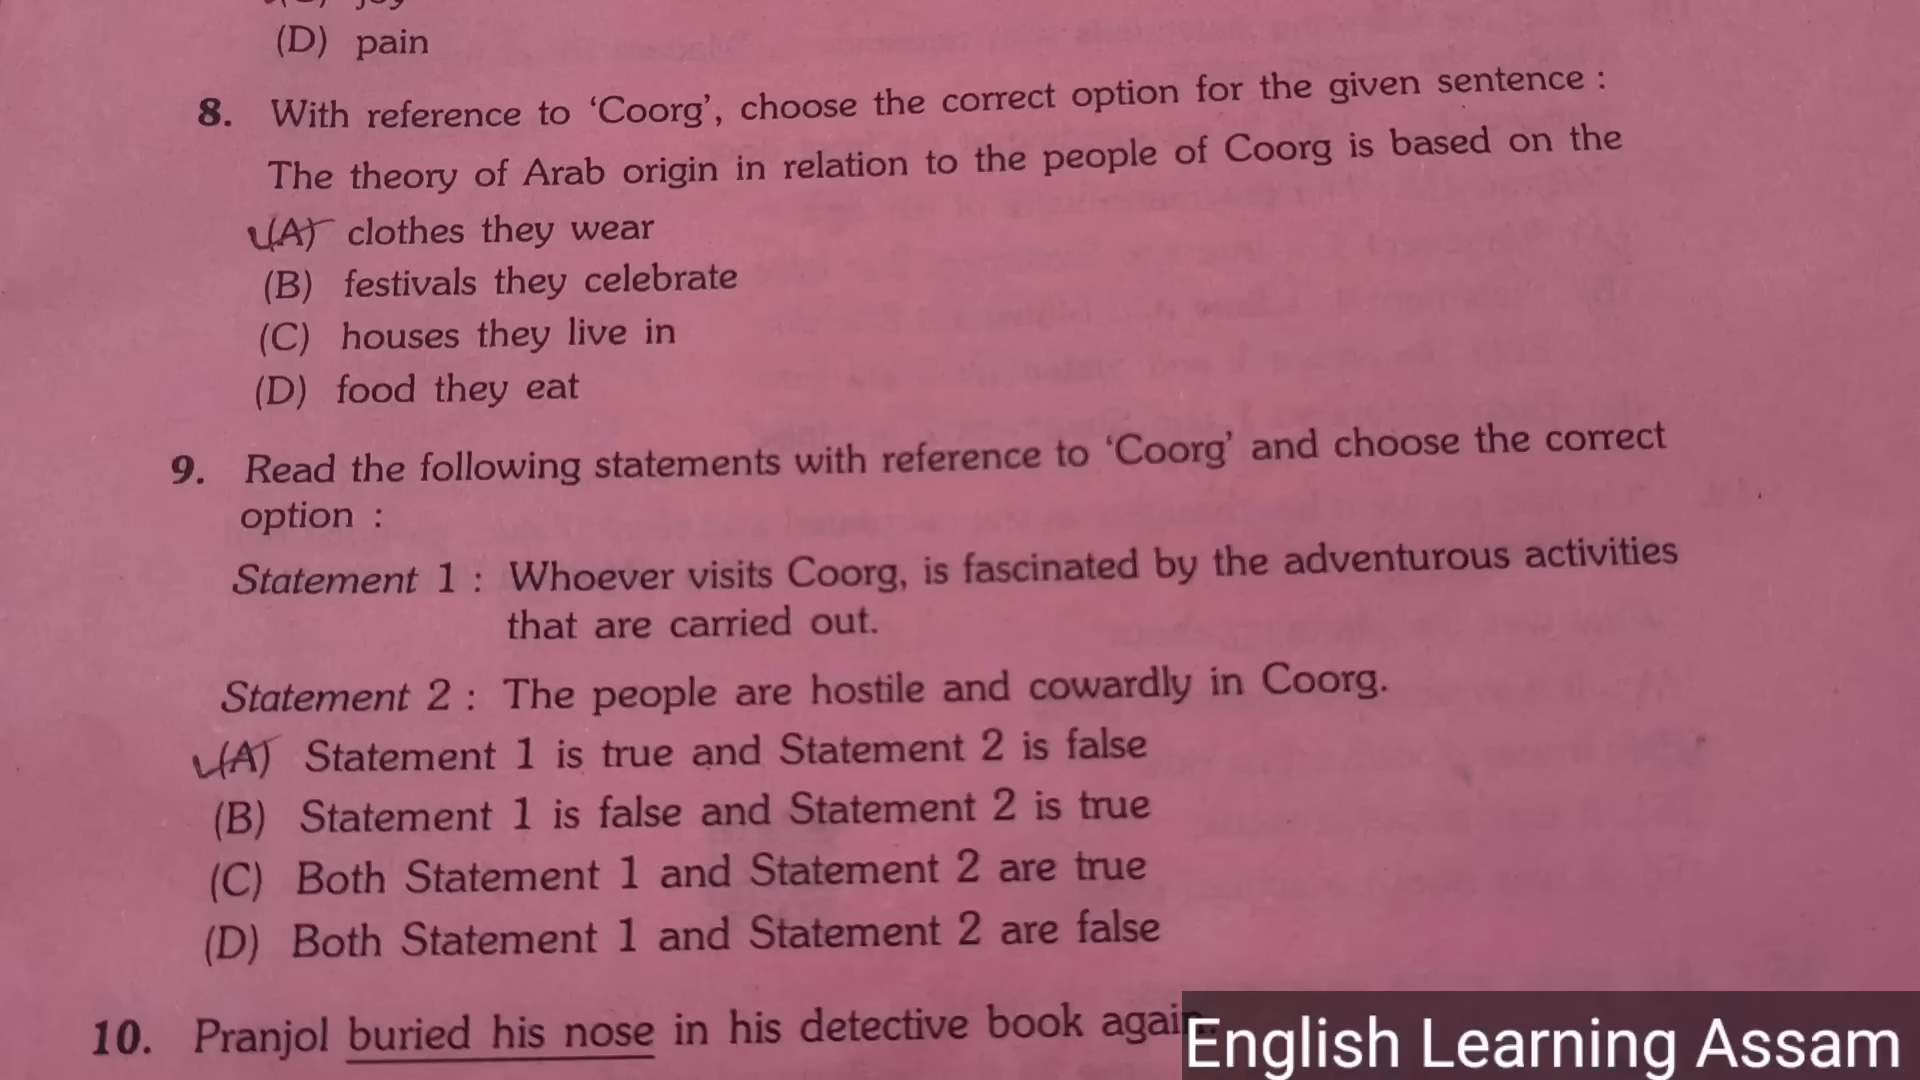 (D) pain
8. With reference to ‘Coorg’, choose the correct option for the given sentence :
The theory of Arab origin in relation to the people of Coorg is based on the
(A) clothes they wear
(B) festivals they celebrate
(C) houses they live in
(D) food they eat
9. Read the following statements with reference to ‘Coorg’ and choose the correct
option :
Statement 1 : Whoever visits Coorg, is fascinated by the adventurous activities
that are carried out.
Statement 2 : The people are hostile and cowardly in Coorg.
(A) Statement 1 is true and Statement 2 is false
(B) Statement 1 is false and Statement 2 is true
(C) Both Statement 1 and Statement 2 are true
(D) Both Statement 1 and Statement 2 are false
10. Pranjol buried his nose in his detective book again.
English Learning Assam